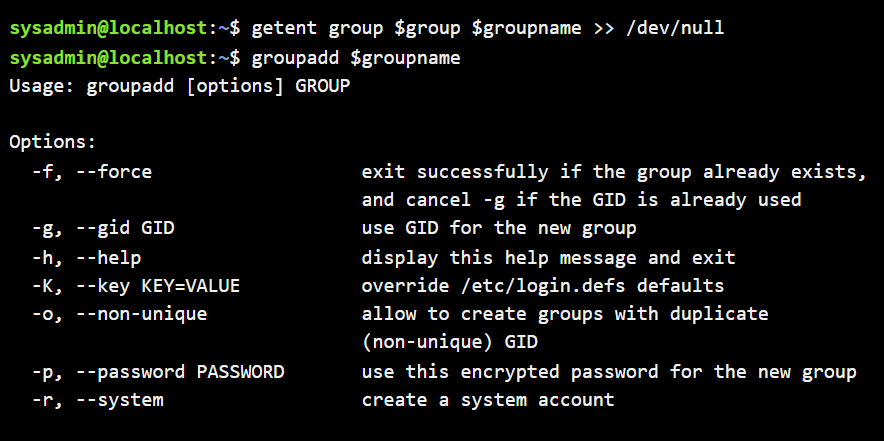 sysadmin@localhost:~$ getent group $group $groupname >> /dev/null
sysadmin@localhost:~$ groupadd $groupname
Usage: groupadd [options] GROUP
Options:
-f, --force exit successfully if the group already exists,
and cancel -g if the GID is already used
-g, --gid GID use GID for the new group
-h, --help display this help message and exit
-K, --key KEY=VALUE override /etc/login.defs defaults
-o, --non-unique allow to create groups with duplicate
(non-unique) GID
-p, --password PASSWORD use this encrypted password for the new group
-r, --system create a system account